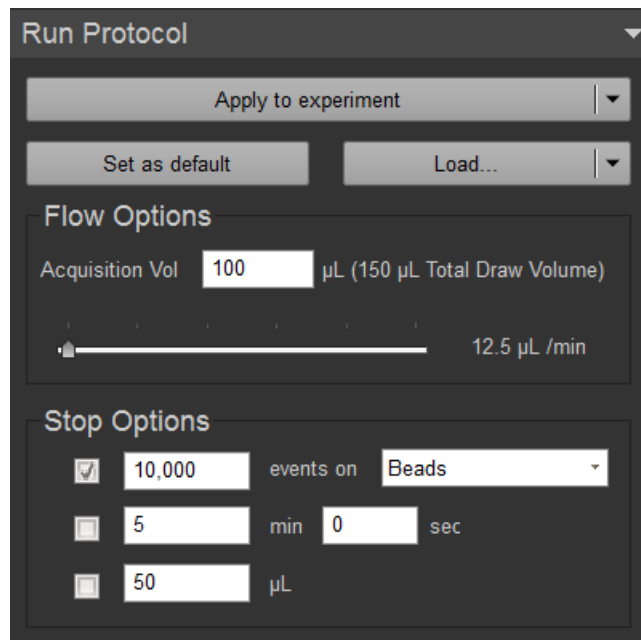 Run Protocol
Apply to experiment
Set as default Load...
Flow Options
Acquisition Vol 100 µL (150 µL Total Draw Volume)
12.5 µL /min
Stop Options
10,000 events on Beads
5 min 0 sec
50 µL